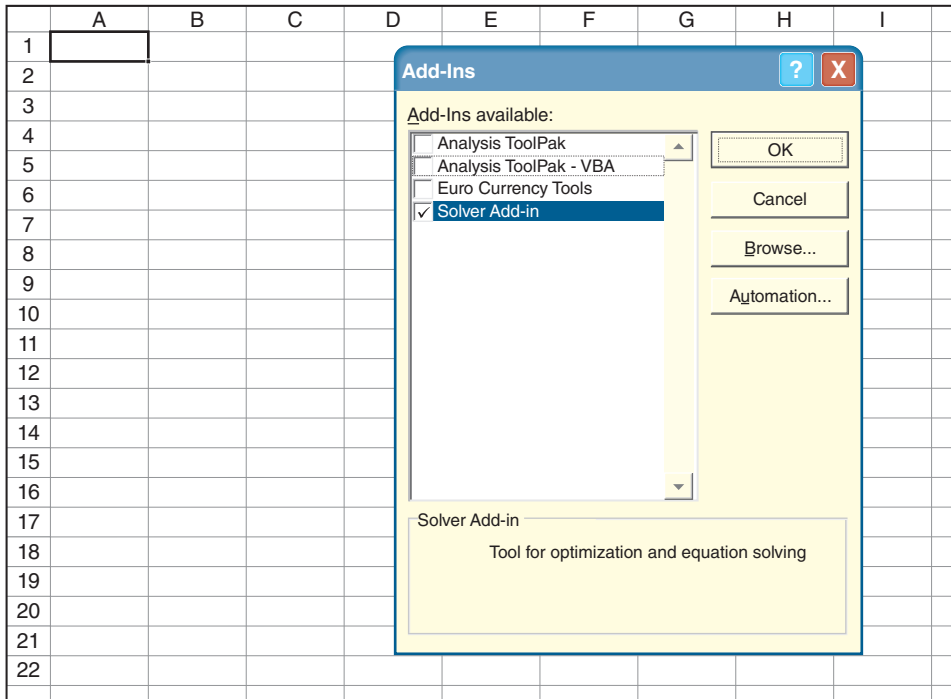 A B C D E F G H I
1
2
3
4
5
6
7
8
9
10
11
12
13
14
15
16
17
18
19
20
21
22
Add-Ins ? X
Add-Ins available:
Analysis ToolPak
Analysis ToolPak - VBA
Euro Currency Tools
✓ Solver Add-in
OK
Cancel
Browse...
Automation...
Solver Add-in
Tool for optimization and equation solving